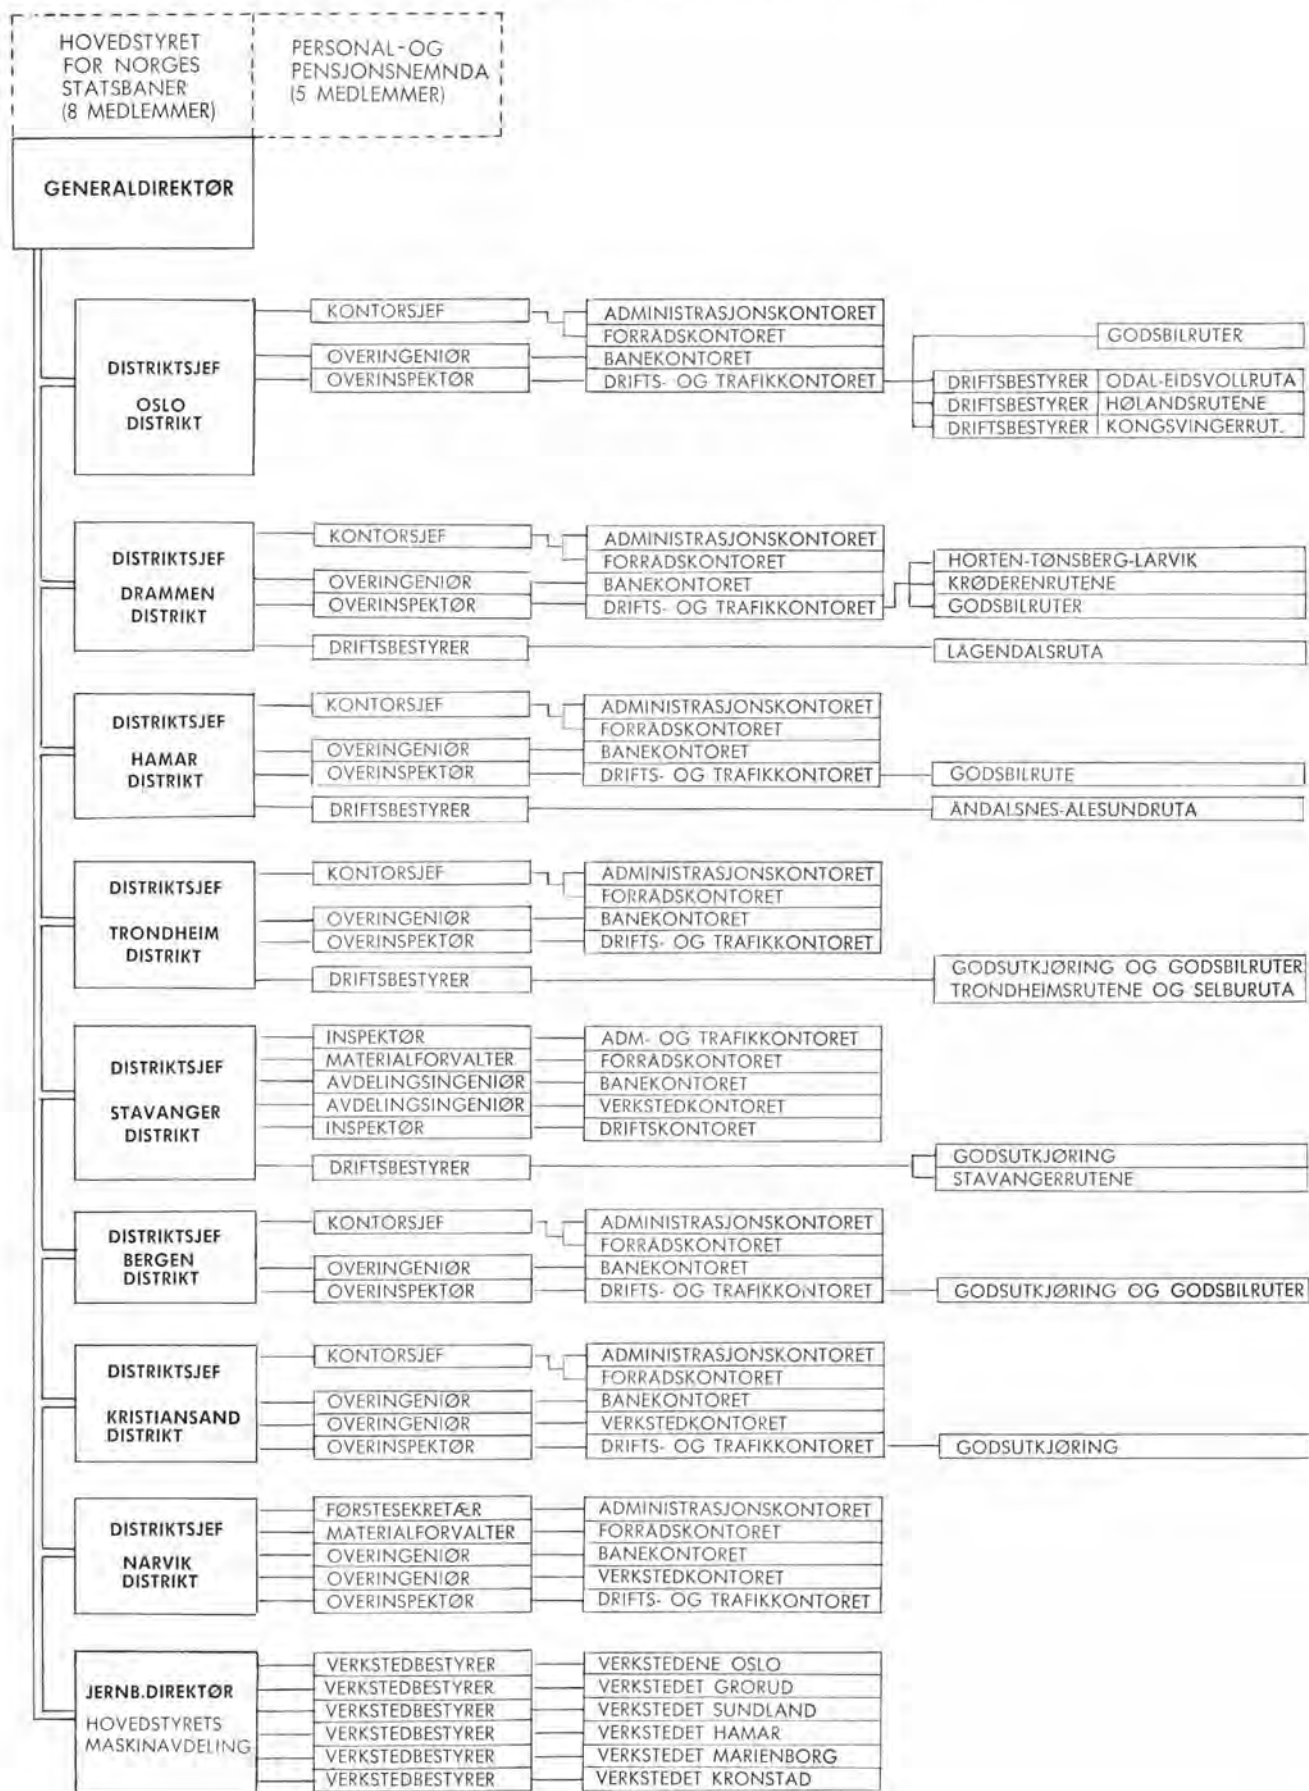 HOVEDSTYRET
FOR NORGES
STATSBANER
(8 MEDLEMMER)
PERSONAL-OG
PENSJONSNEMNDA
(5 MEDLEMMER)
GENERALDIREKTØR
DISTRIKTSJEF
OSLO
DISTRIKT
KONTORSJEF
ADMINISTRASJONSKONTORET
FORRÅDSKONTORET
OVERINGENIØR
BANEKONTORET
OVERINSPEKTØR
DRIFTS- OG TRAFIKKONTORET
GODSBILRUTER
DRIFTSBESTYRER ODAL-EIDSVOLLRUTA
DRIFTSBESTYRER HØLANDSRUTENE
DRIFTSBESTYRER KONGSVINGERRUT.
DISTRIKTSJEF
DRAMMEN
DISTRIKT
KONTORSJEF
ADMINISTRASJONSKONTORET
FORRÅDSKONTORET
OVERINGENIØR
BANEKONTORET
OVERINSPEKTØR
DRIFTS- OG TRAFIKKONTORET
HORTEN-TØNSBERG-LARVIK
KRØDERENRUTENE
GODSBILRUTER
DRIFTSBESTYRER
LÅGENDALSRUTA
DISTRIKTSJEF
HAMAR
DISTRIKT
KONTORSJEF
ADMINISTRASJONSKONTORET
FORRÅDSKONTORET
OVERINGENIØR
BANEKONTORET
OVERINSPEKTØR
DRIFTS- OG TRAFIKKONTORET
GODSBILRUTE
DRIFTSBESTYRER
ÅNDALSNES-ÅLESUNDRUTA
DISTRIKTSJEF
TRONDHEIM
DISTRIKT
KONTORSJEF
ADMINISTRASJONSKONTORET
FORRÅDSKONTORET
OVERINGENIØR
BANEKONTORET
OVERINSPEKTØR
DRIFTS- OG TRAFIKKONTORET
DRIFTSBESTYRER
GODSUTKJØRING OG GODSBILRUTER
TRONDHEIMSRUTENE OG SELBURUTA
DISTRIKTSJEF
STAVANGER
DISTRIKT
INSPEKTØR
ADM- OG TRAFIKKONTORET
MATERIALFORVALTER
FORRÅDSKONTORET
AVDELINGSINGENIØR
BANEKONTORET
AVDELINGSINGENIØR
VERKSTEDKONTORET
INSPEKTØR
DRIFTSKONTORET
DRIFTSBESTYRER
GODSUTKJØRING
STAVANGERRUTENE
DISTRIKTSJEF
BERGEN
DISTRIKT
KONTORSJEF
ADMINISTRASJONSKONTORET
FORRÅDSKONTORET
OVERINGENIØR
BANEKONTORET
OVERINSPEKTØR
DRIFTS- OG TRAFIKKONTORET
GODSUTKJØRING OG GODSBILRUTER
DISTRIKTSJEF
KRISTIANSAND
DISTRIKT
KONTORSJEF
ADMINISTRASJONSKONTORET
FORRÅDSKONTORET
OVERINGENIØR
BANEKONTORET
OVERINGENIØR
VERKSTEDKONTORET
OVERINSPEKTØR
DRIFTS- OG TRAFIKKONTORET
GODSUTKJØRING
DISTRIKTSJEF
NARVIK
DISTRIKT
FØRSTESEKRETÆR
ADMINISTRASJONSKONTORET
MATERIALFORVALTER
FORRÅDSKONTORET
OVERINGENIØR
BANEKONTORET
OVERINGENIØR
VERKSTEDKONTORET
OVERINSPEKTØR
DRIFTS- OG TRAFIKKONTORET
JERNB.DIREKTØR
HOVEDSTYRETS
MASKINAVDELING
VERKSTEDBESTYRER
VERKSTEDENE OSLO
VERKSTEDBESTYRER
VERKSTEDET GRORUD
VERKSTEDBESTYRER
VERKSTEDET SUNDLAND
VERKSTEDBESTYRER
VERKSTEDET HAMAR
VERKSTEDBESTYRER
VERKSTEDET MARIENBORG
VERKSTEDBESTYRER
VERKSTEDET KRONSTAD